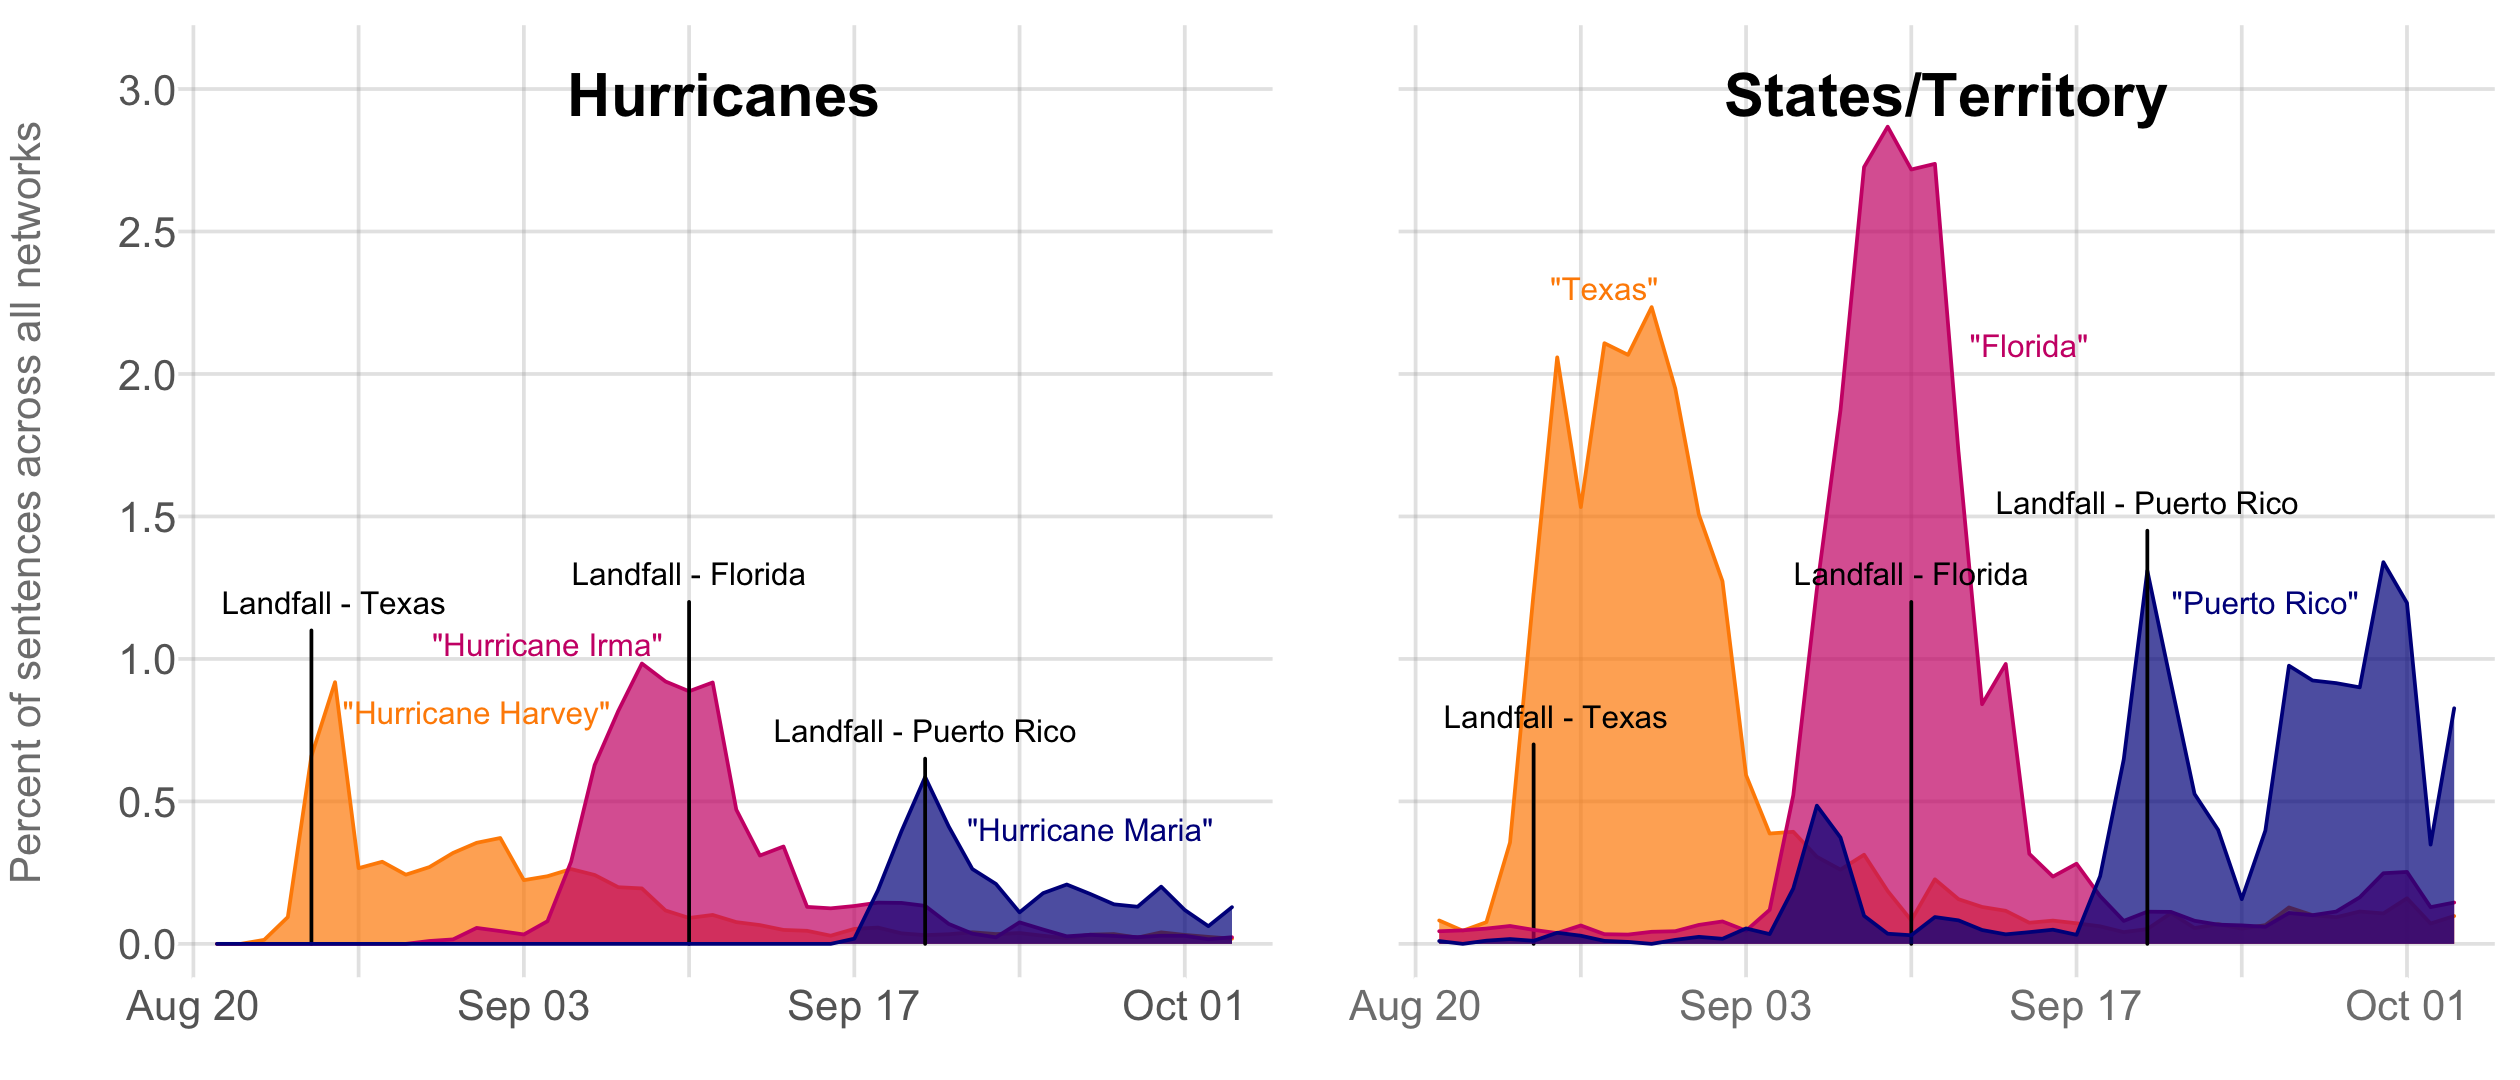 Hurricanes
Percent of sentences across all networks
3.0
2.5
2.0
1.5
1.0
0.5
0.0
Landfall - Texas
Landfall - Florida
"Hurricane Irma"
"Hurricane Harvey"
Landfall - Puerto Rico
"Hurricane Maria"
Aug 20
Sep 03
Sep 17
Oct 01
States/Territory
"Texas"
"Florida"
Landfall - Puerto Rico
Landfall - Florida
"Puerto Rico"
Landfall - Texas
Aug 20
Sep 03
Sep 17
Oct 01